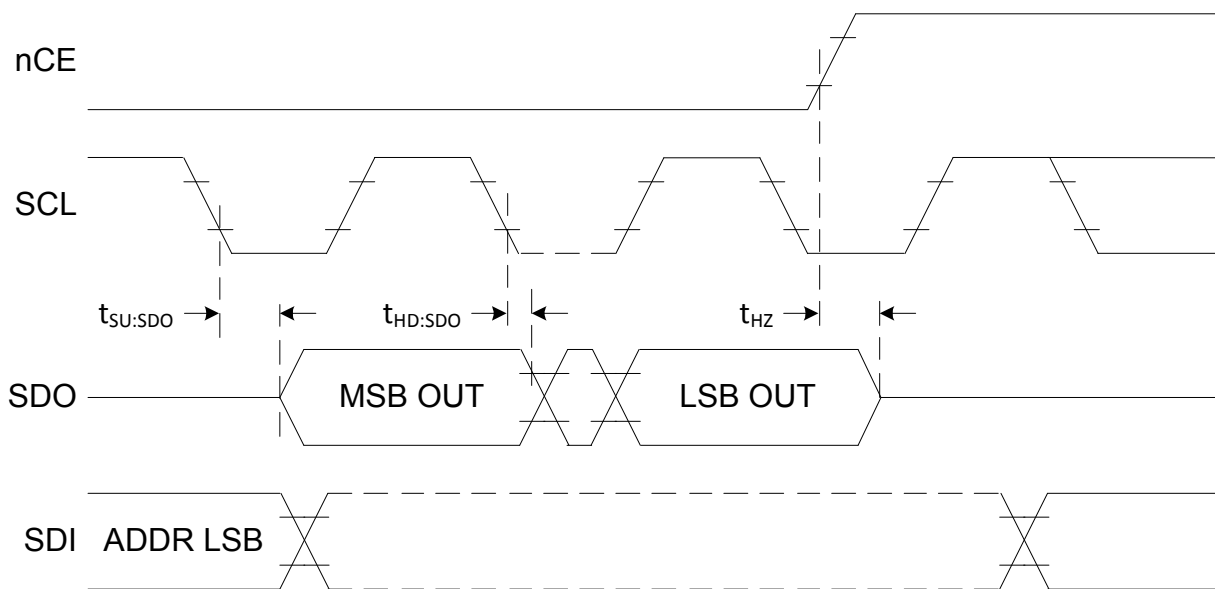 nCE
SCL
tSU:SDO
tHD:SDO
tHZ
SDO
MSB OUT
LSB OUT
SDI
ADDR LSB